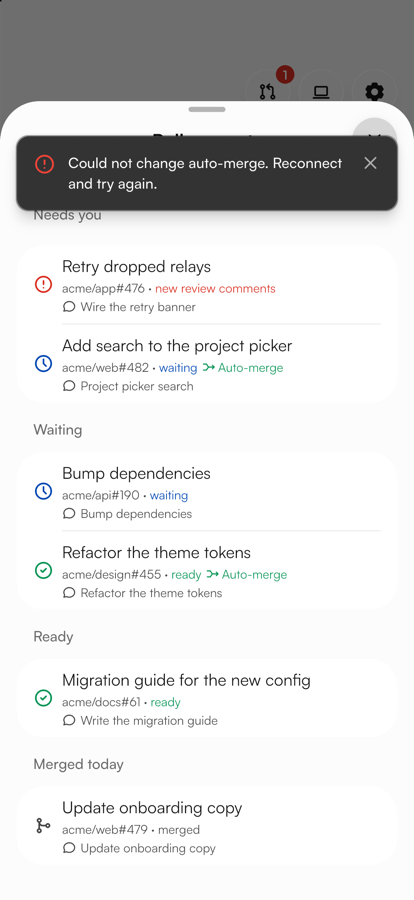 1
Could not change auto-merge. Reconnect
and try again.
Needs you
Retry dropped relays
acme/app#476 · new review comments
Wire the retry banner
Add search to the project picker
acme/web#482 · waiting Auto-merge
Project picker search
Waiting
Bump dependencies
acme/api#190 · waiting
Bump dependencies
Refactor the theme tokens
acme/design#455 · ready Auto-merge
Refactor the theme tokens
Ready
Migration guide for the new config
acme/docs#61 · ready
Write the migration guide
Merged today
Update onboarding copy
acme/web#479 · merged
Update onboarding copy